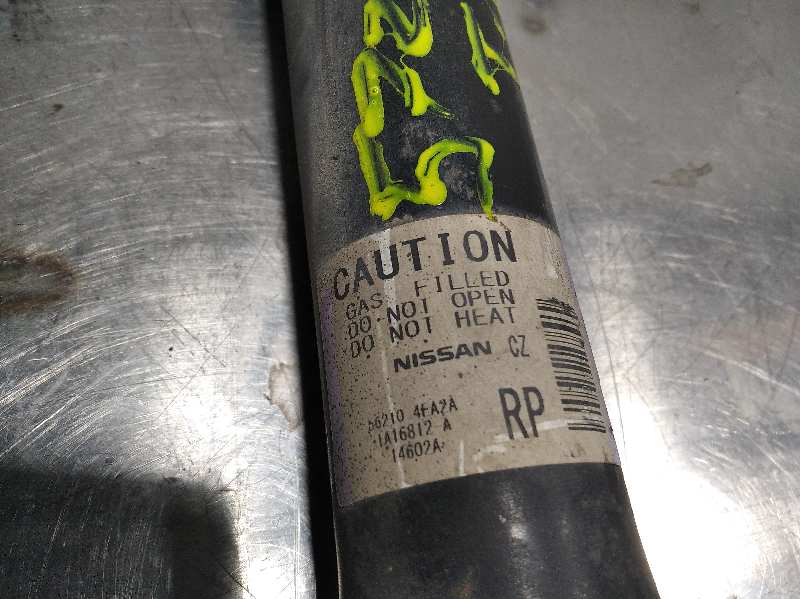 CAUTION
GAS FILLED
DO NOT OPEN
DO NOT HEAT
NISSAN CZ
56210 4EA2A
1A16812 A
14602A
RP